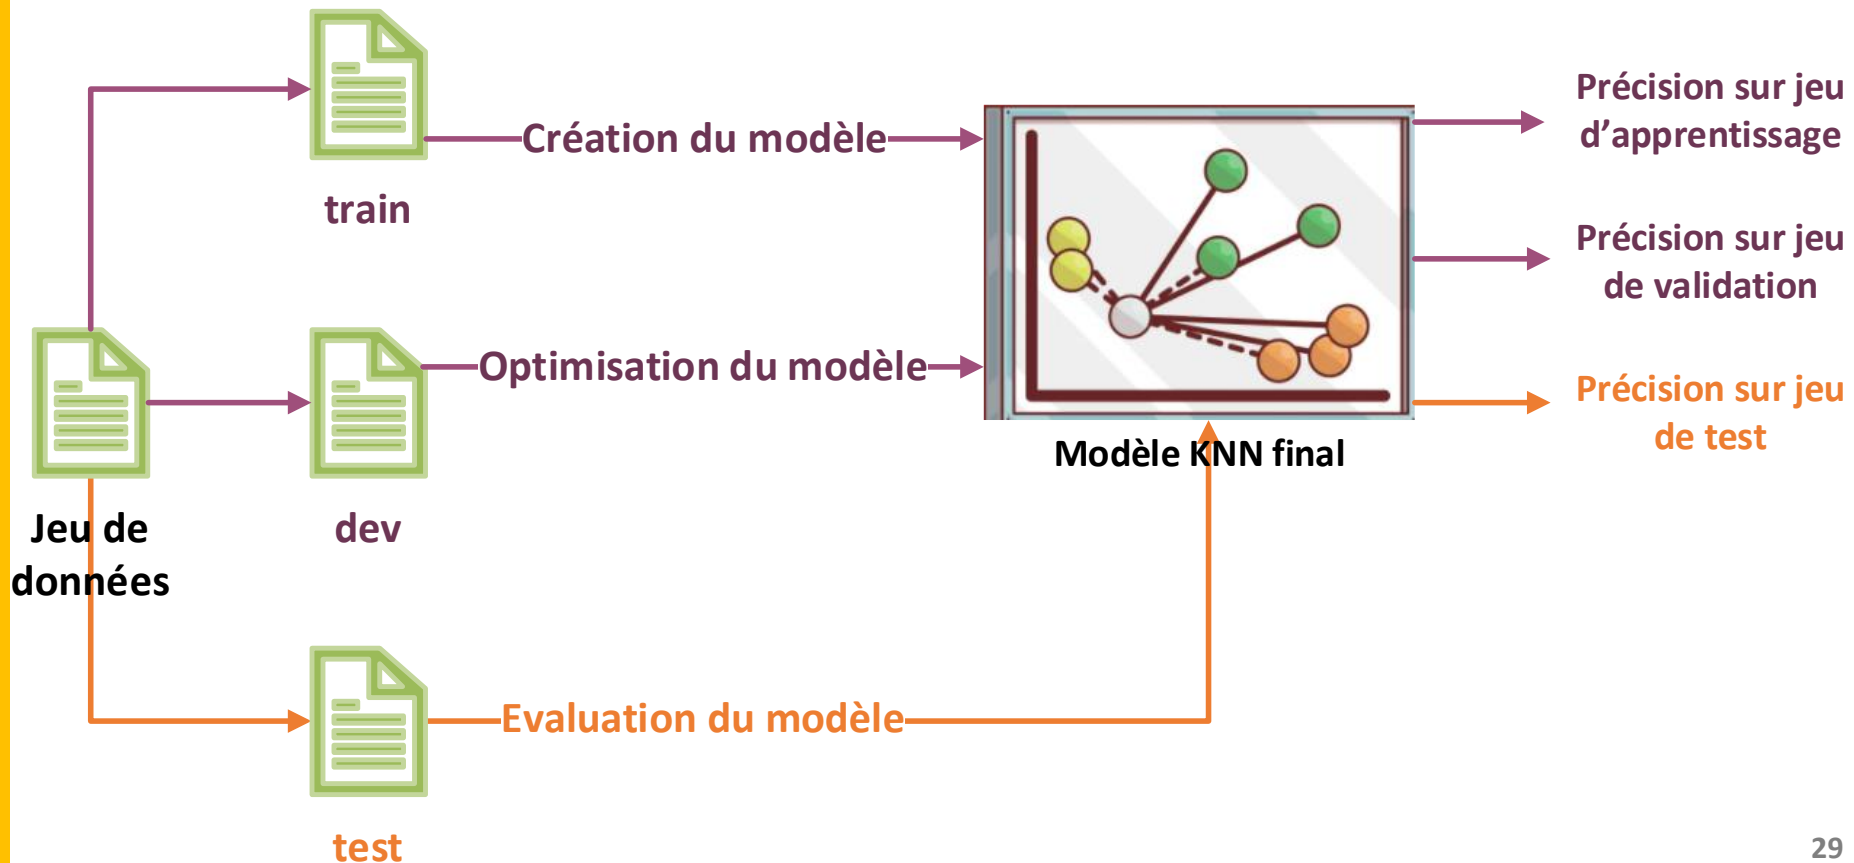 Création du modèle
train
Précision sur jeu
d’apprentissage
Précision sur jeu
de validation
Optimisation du modèle
Précision sur jeu
de test
Modèle KNN final
Jeu de
données
dev
Evaluation du modèle
test
29